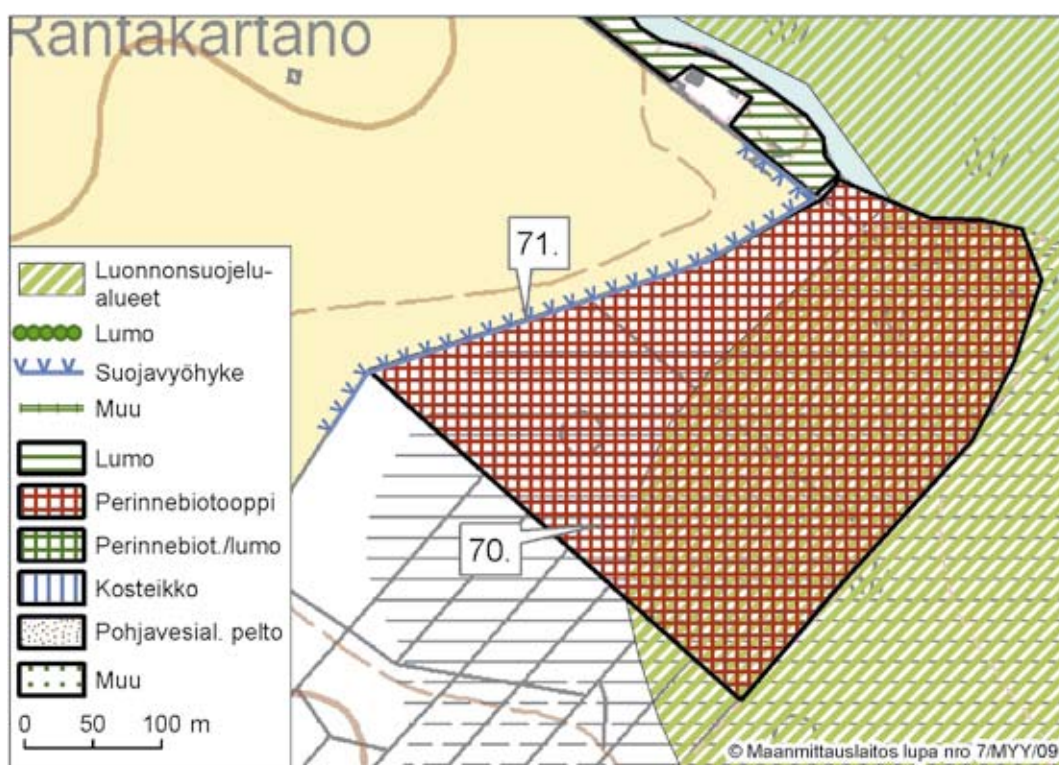 Rantakartano
71.
70.
Luonnonsuojelu-
alueet
Lumo
Suojavyöhyke
Muu
Lumo
Perinnebiotooppi
Perinnebiot./lumo
Kosteikko
Pohjavesial. pelto
Muu
0 50 100 m
© Maanmittauslaitos lupa nro 7/MYY/09